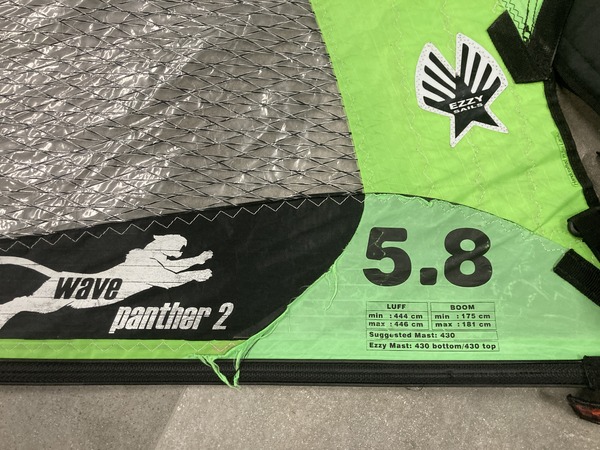 EZZY
SAILS
5.8
wave
panther 2
LUFF
min : 444 cm
max : 446 cm
BOOM
min : 175 cm
max : 181 cm
Suggested Mast: 430
Ezzy Mast: 430 bottom/430 top